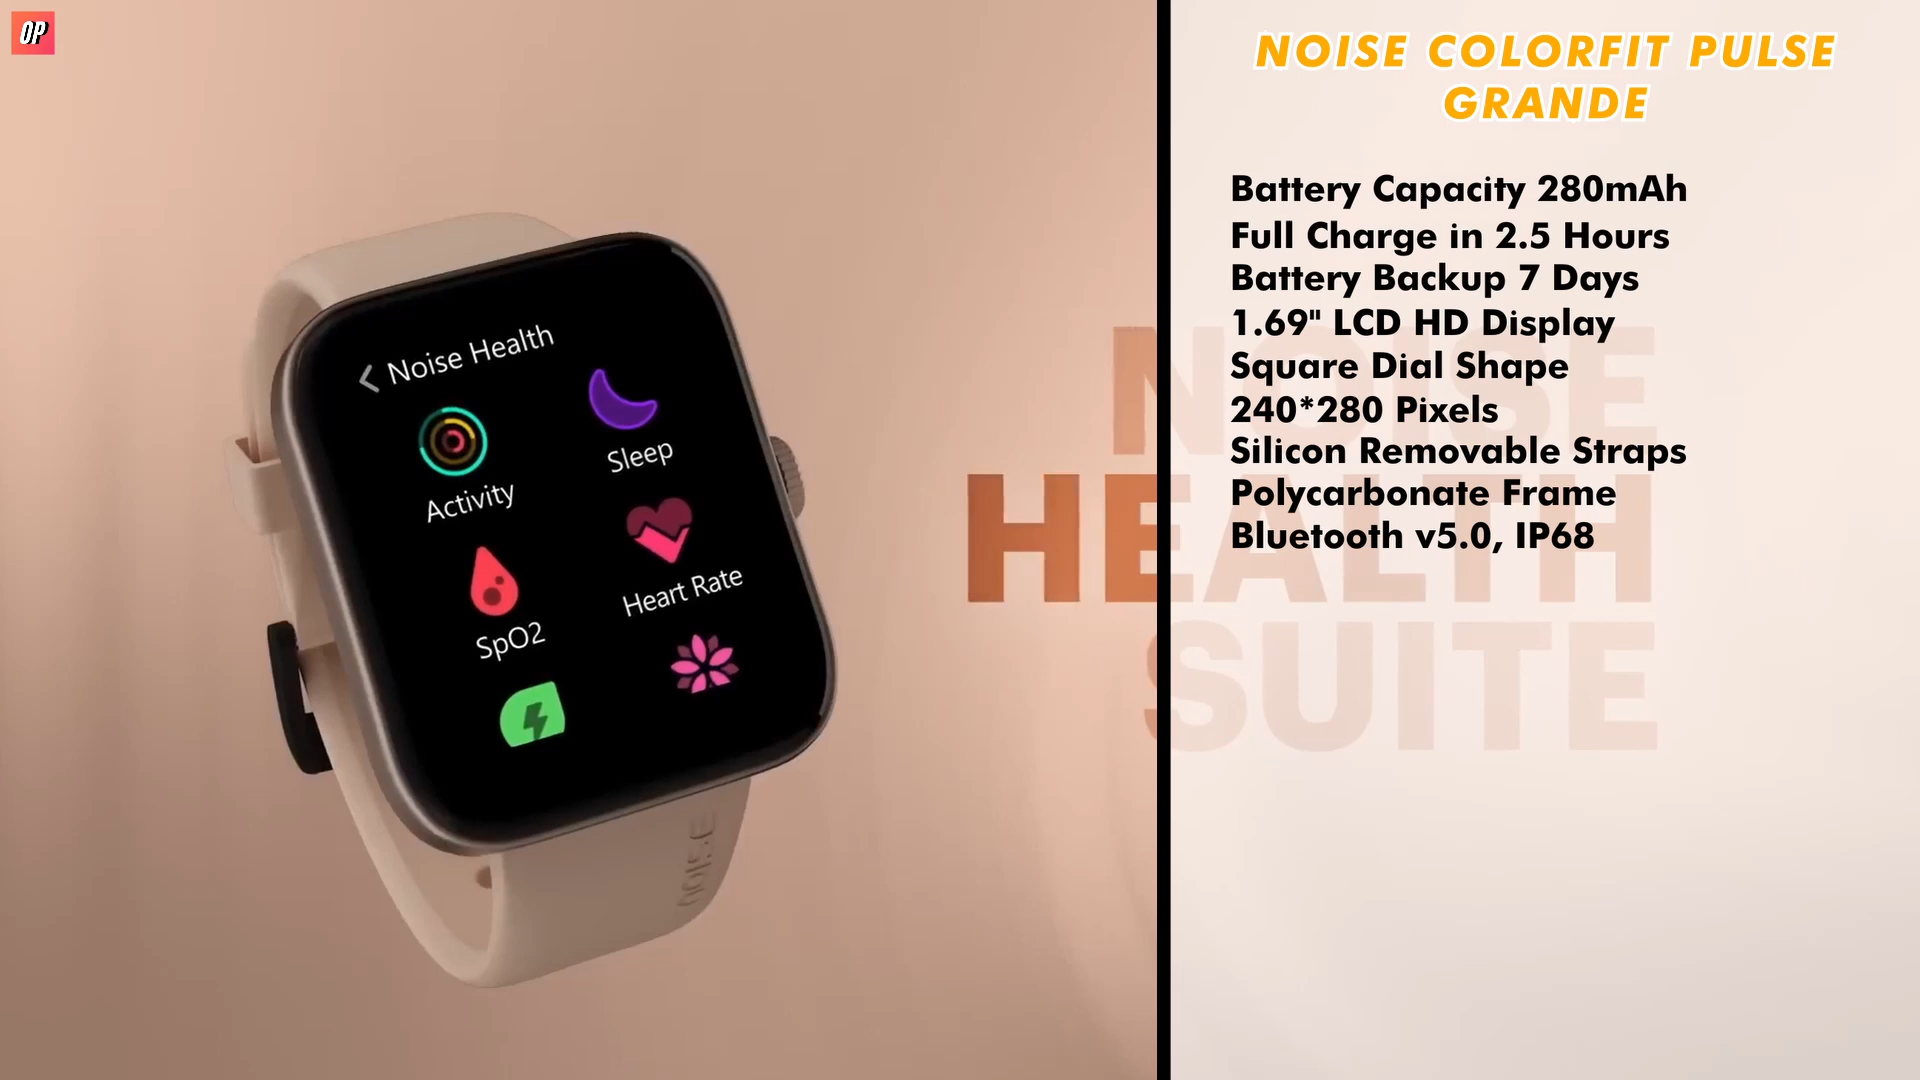 OP
NOISE COLORFIT PULSE
GRANDE
Battery Capacity 280mAh
Full Charge in 2.5 Hours
Battery Backup 7 Days
1.69" LCD HD Display
Square Dial Shape
240*280 Pixels
Silicon Removable Straps
Polycarbonate Frame
Bluetooth v5.0, IP68
NOISE
HEALTH
SUITE
Noise Health
Activity
Sleep
SpO2
Heart Rate
NOISE